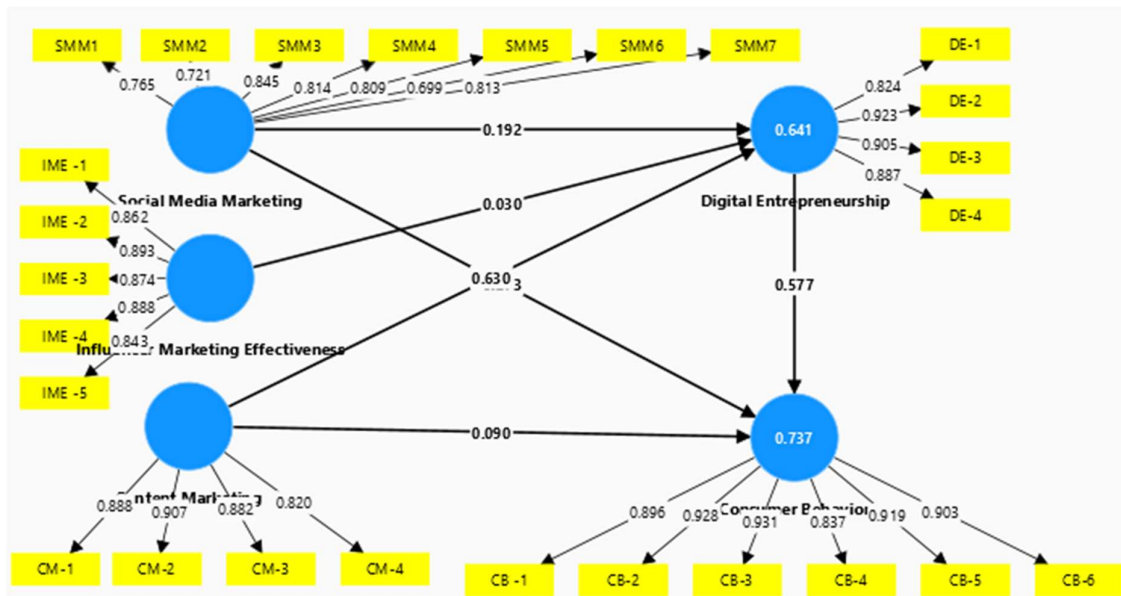 SMM1 SMM2 SMM3 SMM4 SMM5 SMM6 SMM7
0.765 0.721 0.845 0.814 0.809 0.699 0.813
DE-1
DE-2
DE-3
DE-4
0.824
0.923
0.905
0.887
0.192
0.641
IME -1
IME -2
IME -3
IME -4
IME -5
Social Media Marketing
Digital Entrepreneurship
0.862
0.893
0.874
0.888
0.843
0.030
0.630
0.577
Marketing Effectiveness
0.090
0.737
Marketing
Consumer Behavior
0.888 0.907 0.882 0.820
0.896 0.928 0.931 0.837 0.919 0.903
CM-1 CM-2 CM-3 CM-4
CB -1 CB-2 CB-3 CB-4 CB-5 CB-6